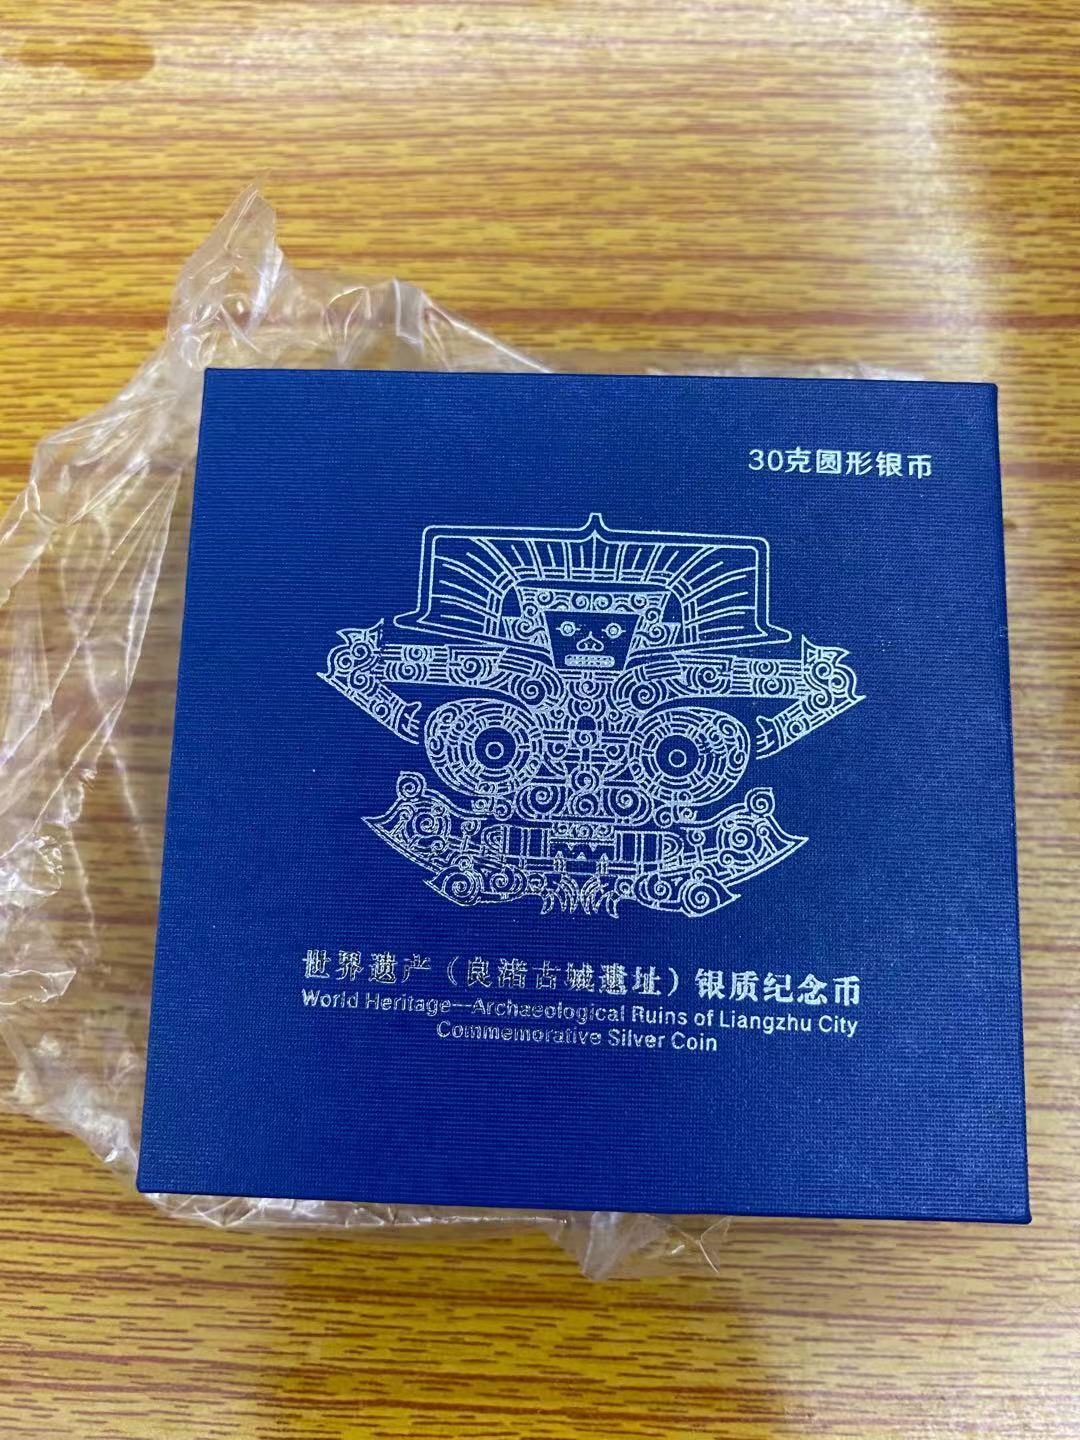 30克圆形银币
世界遗产（良渚古城遗址）银质纪念币
World Heritage—Archaeological Ruins of Liangzhu City
Commemorative Silver Coin